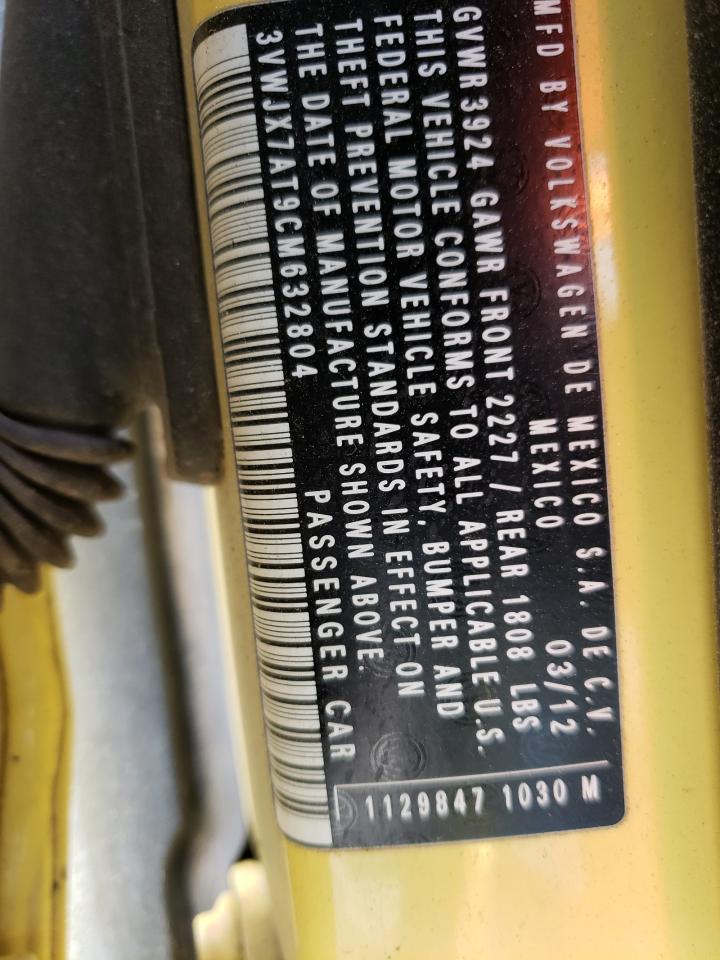 MFD BY VOLKSWAGEN DE MEXICO S.A. DE C.V.
MEXICO 03/12
GVWR 3924 GAWR FRONT 2227 / REAR 1808 LBS
THIS VEHICLE CONFORMS TO ALL APPLICABLE U.S.
FEDERAL MOTOR VEHICLE SAFETY, BUMPER AND
THEFT PREVENTION STANDARDS IN EFFECT ON
THE DATE OF MANUFACTURE SHOWN ABOVE.
3VWJX7AT9CM632804 PASSENGER CAR
1129847 1030 M